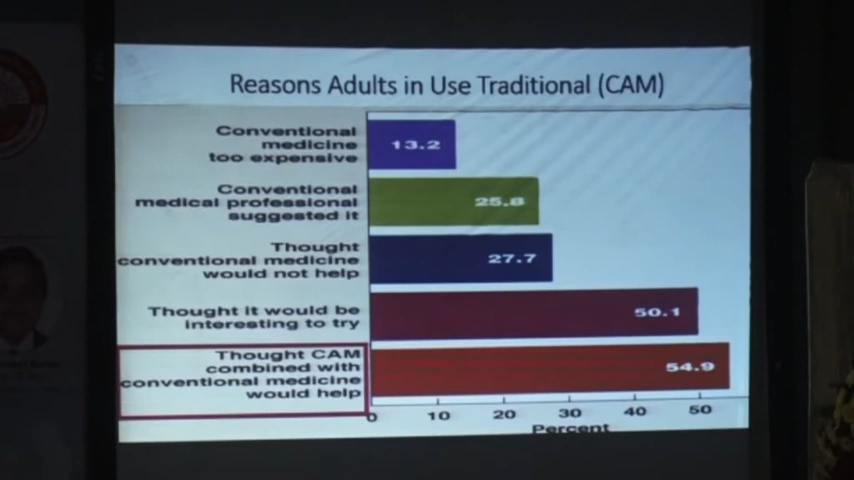 Reasons Adults in Use Traditional (CAM)
Conventional
medicine
too expensive
13.2
Conventional
medical professional
suggested it
25.8
Thought
conventional medicine
would not help
27.7
Thought it would be
interesting to try
50.1
Thought CAM
combined with
conventional medicine
would help
54.9
0 10 20 30 40 50
Percent